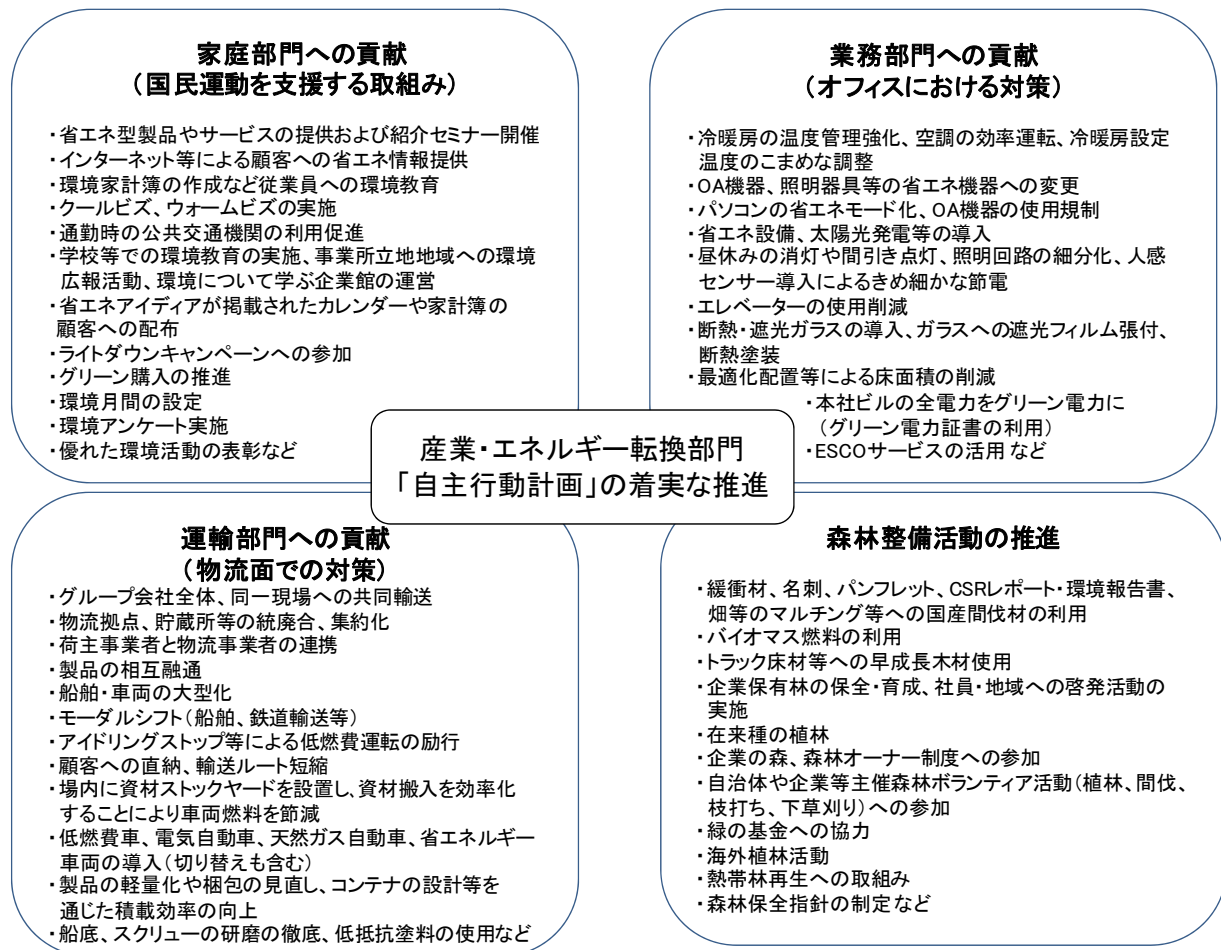 家庭部門への貢献
(国民運動を支援する取組み)
・省エネ型製品やサービスの提供および紹介セミナー開催
・インターネット等による顧客への省エネ情報提供
・環境家計簿の作成など従業員への環境教育
・クールビズ、ウォームビズの実施
・通勤時の公共交通機関の利用促進
・学校等での環境教育の実施、事業所立地地域への環境
広報活動、環境について学ぶ企業館の運営
・省エネアイディアが掲載されたカレンダーや家計簿の
顧客への配布
・ライトダウンキャンペーンへの参加
・グリーン購入の推進
・環境月間の設定
・環境アンケート実施
・優れた環境活動の表彰など
業務部門への貢献
(オフィスにおける対策)
・冷暖房の温度管理強化、空調の効率運転、冷暖房設定
温度のこまめな調整
・OA機器、照明器具等の省エネ機器への変更
・パソコンの省エネモード化、OA機器の使用規制
・省エネ設備、太陽光発電等の導入
・昼休みの消灯や間引き点灯、照明回路の細分化、人感
センサー導入によるきめ細かな節電
・エレベーターの使用削減
・断熱・遮光ガラスの導入、ガラスへの遮光フィルム張付、
断熱塗装
・最適化配置等による床面積の削減
・本社ビルの全電力をグリーン電力に
(グリーン電力証書の利用)
・ESCOサービスの活用 など
産業・エネルギー転換部門
「自主行動計画」の着実な推進
運輸部門への貢献
(物流面での対策)
・グループ会社全体、同一現場への共同輸送
・物流拠点、貯蔵所等の統廃合、集約化
・荷主事業者と物流事業者の連携
・製品の相互融通
・船舶・車両の大型化
・モーダルシフト(船舶、鉄道輸送等)
・アイドリングストップ等による低燃費運転の励行
・顧客への直納、輸送ルート短縮
・場内に資材ストックヤードを設置し、資材搬入を効率化
することにより車両燃料を節減
・低燃費車、電気自動車、天然ガス自動車、省エネルギー
車両の導入(切り替えも含む)
・製品の軽量化や梱包の見直し、コンテナの設計等を
通じた積載効率の向上
・船底、スクリューの研磨の徹底、低抵抗塗料の使用など
森林整備活動の推進
・緩衝材、名刺、パンフレット、CSRレポート・環境報告書、
畑等のマルチング等への国産間伐材の利用
・バイオマス燃料の利用
・トラック床材等への早成長木材使用
・企業保有林の保全・育成、社員・地域への啓発活動の
実施
・在来種の植林
・企業の森、森林オーナー制度への参加
・自治体や企業等主催森林ボランティア活動(植林、間伐、
枝打ち、下草刈り)への参加
・緑の基金への協力
・海外植林活動
・熱帯林再生への取組み
・森林保全指針の制定など